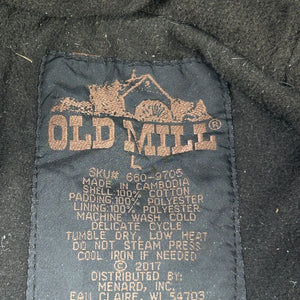 OLD MILL®
L
SKU# 660-9705
MADE IN CAMBODIA
SHELL:100% COTTON
PADDING:100% POLYESTER
LINING:100% POLYESTER
MACHINE WASH COLD
DELICATE CYCLE
TUMBLE DRY, LOW HEAT
DO NOT STEAM PRESS
COOL IRON IF NEEDED
© 2017
DISTRIBUTED BY:
MENARD, INC.
EAU CLAIRE, WI 54703